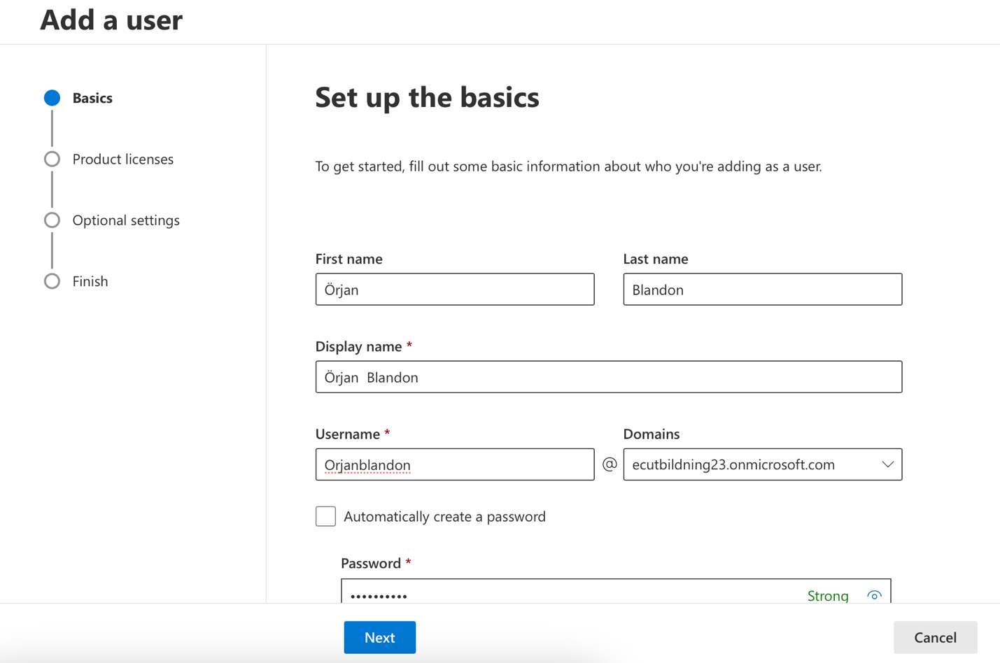 Add a user
Basics
Product licenses
Optional settings
Finish
Set up the basics
To get started, fill out some basic information about who you're adding as a user.
First name
Last name
Örjan
Blandon
Display name *
Örjan  Blandon
Username *
Domains
Orjanblandon
@
ecutbildning23.onmicrosoft.com
Automatically create a password
Password *
••••••••••
Strong
Next
Cancel